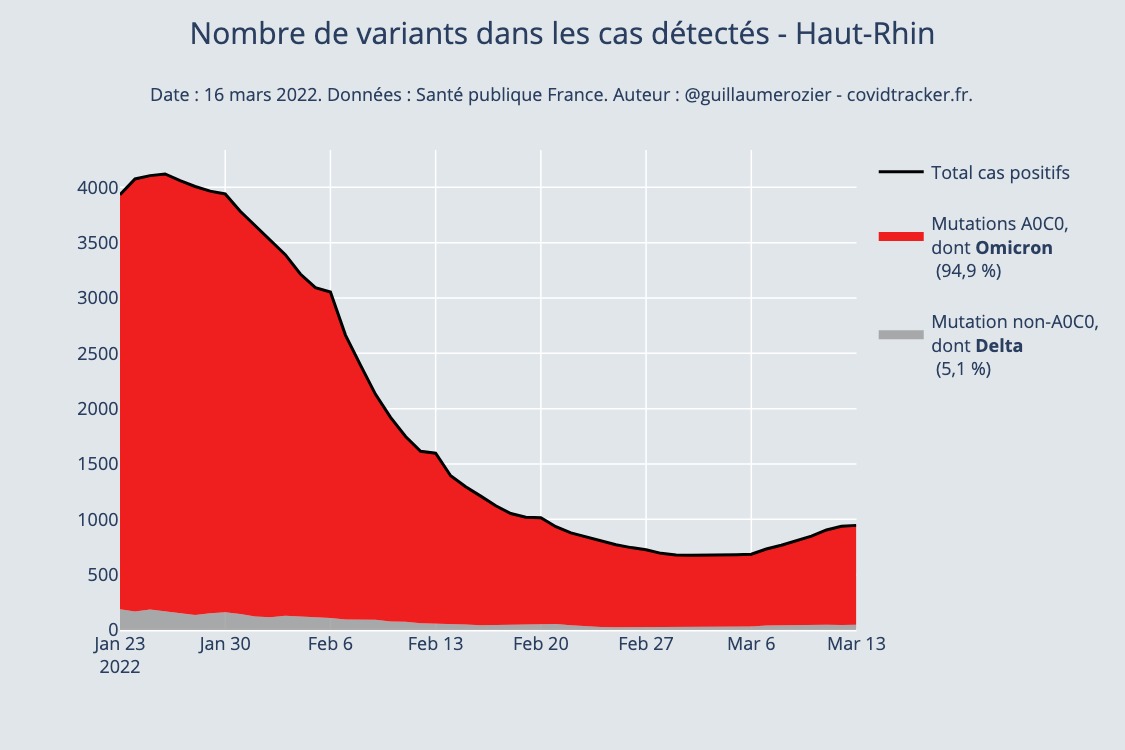 Nombre de variants dans les cas détectés - Haut-Rhin
Date : 16 mars 2022. Données : Santé publique France. Auteur : @guillaumerozier - covidtracker.fr.
4000
3500
3000
2500
2000
1500
1000
500
0
Jan 23
2022
Jan 30
Feb 6
Feb 13
Feb 20
Feb 27
Mar 6
Mar 13
Total cas positifs
Mutations A0C0,
dont Omicron
(94,9 %)
Mutation non-A0C0,
dont Delta
(5,1 %)